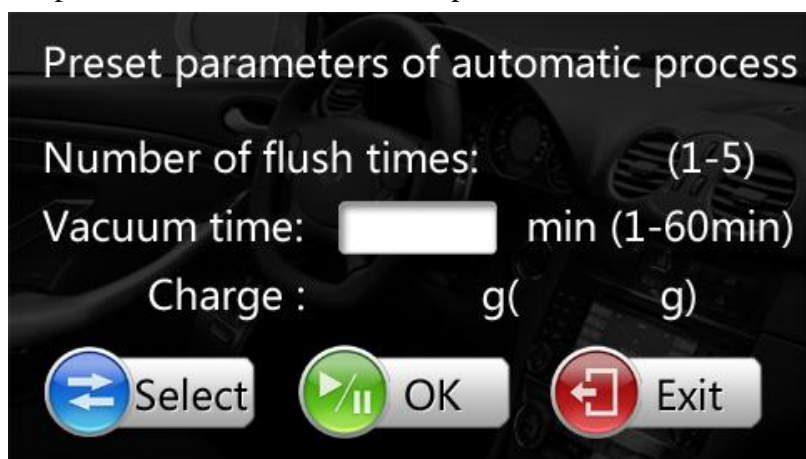 Preset parameters of automatic process
Number of flush times: (1-5)
Vacuum time: min (1-60min)
Charge : g( g)
Select OK Exit